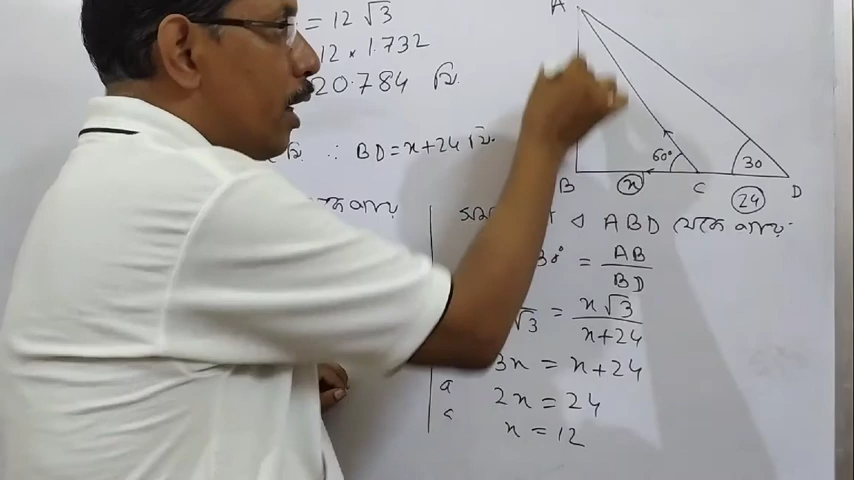 = 12 √3
12 × 1.732
20.784 মি.
মি. ∴ BD = x+24 মি.
A
60°
30
B
x
C
24
D
△ ABD থেকে পাই
30° = AB/BD
√3 = x√3/x+24
3x = x+24
2x = 24
x = 12